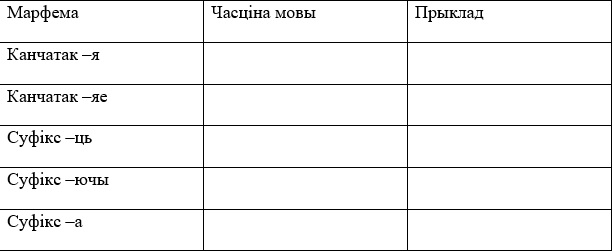 Марфема Часціна мовы Прыклад
Канчатак –я
Канчатак –яе
Суфікс –ць
Суфікс –ючы
Суфікс –а